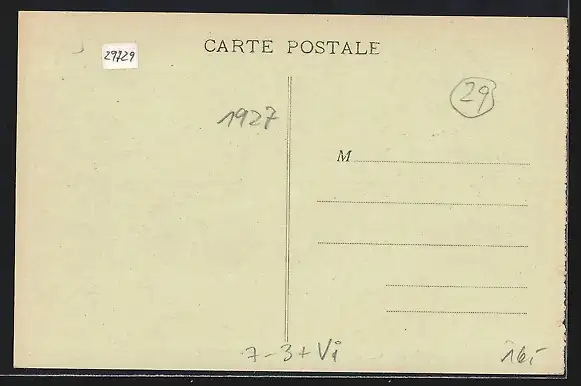 CARTE POSTALE
29729
29
1927
M
7-3+Vi
16,-